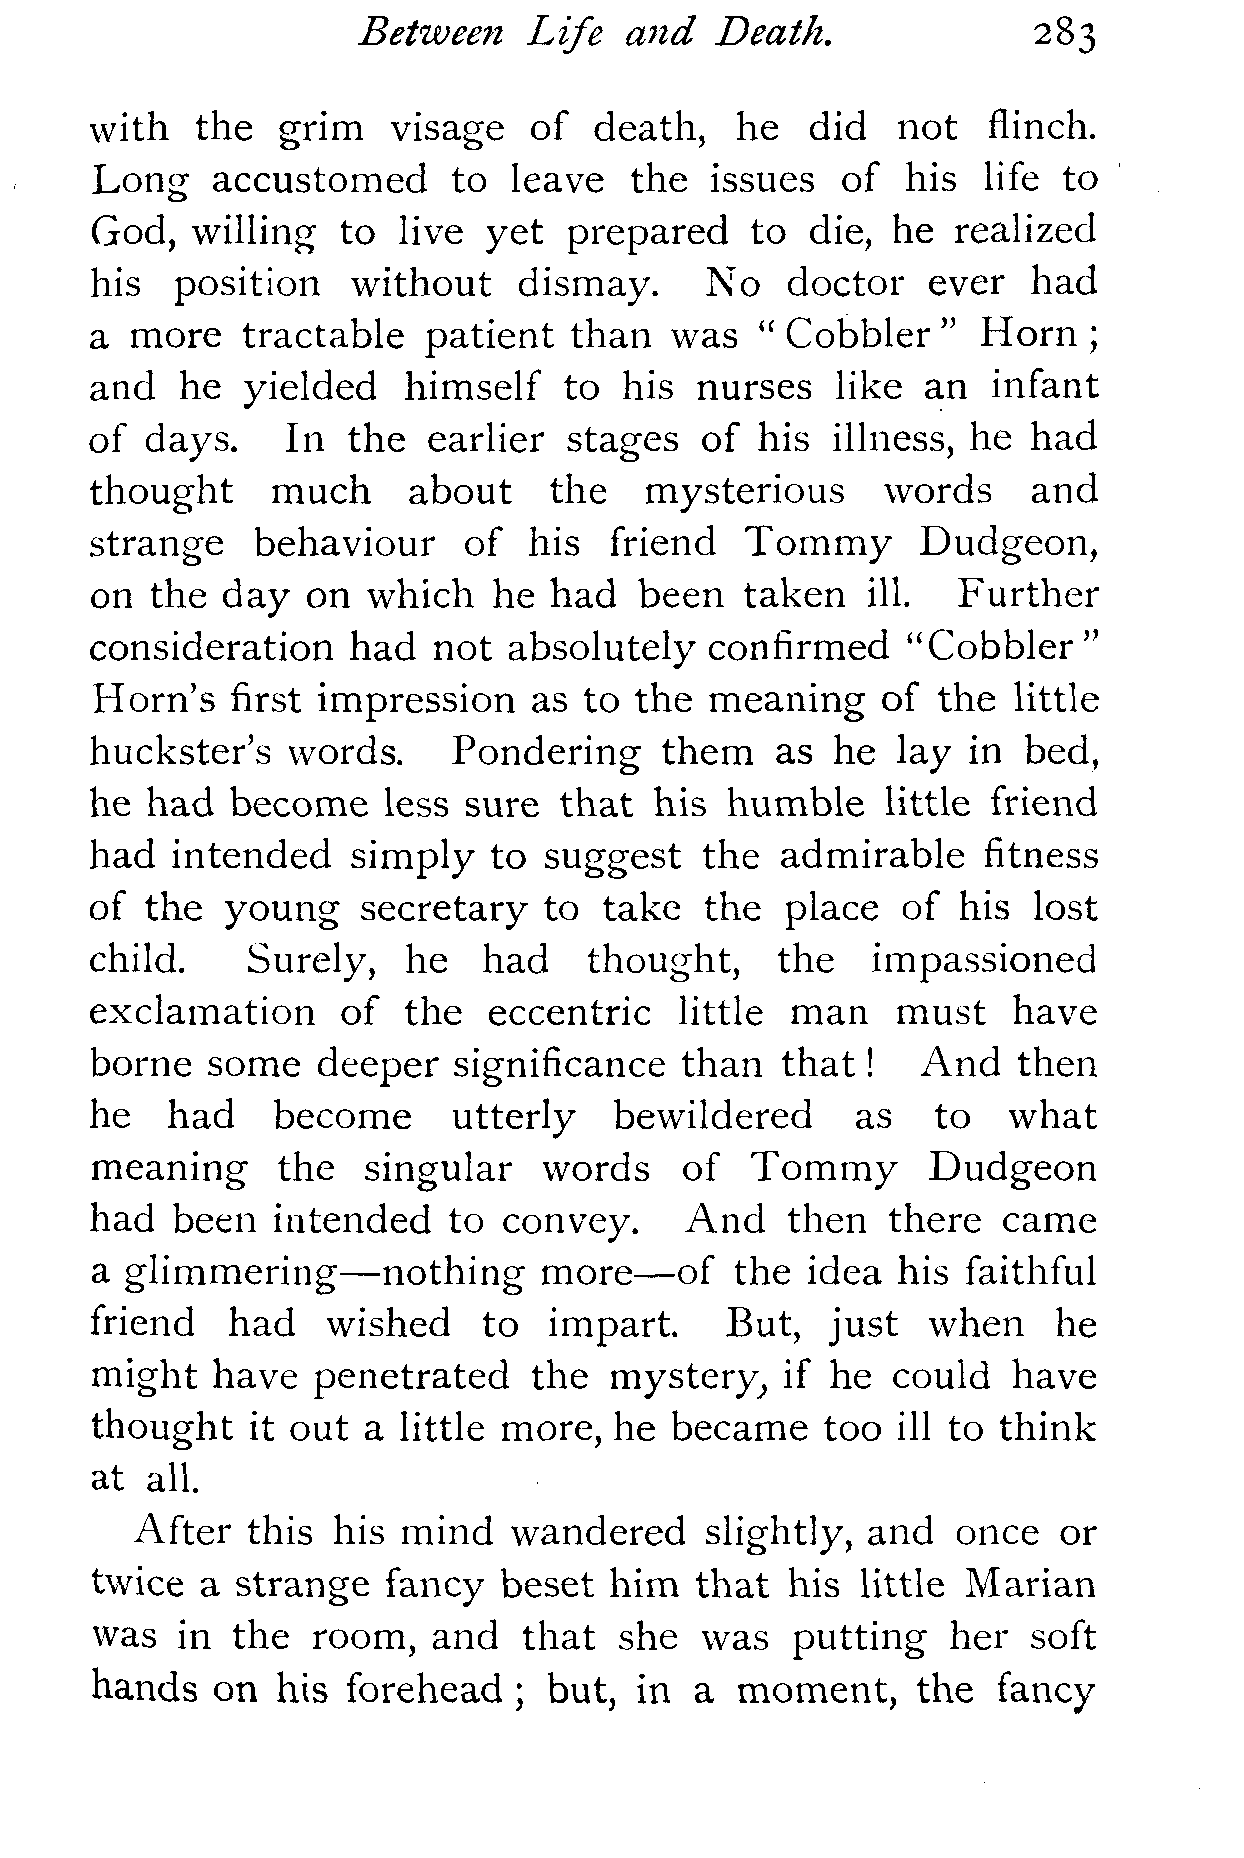 Between Life and Death. 283
with the grim visage of death, he did not flinch.
Long accustomed to leave the issues of his life to
God, willing to live yet prepared to die, he realized
his position without dismay. No doctor ever had
a more tractable patient than was " Cobbler " Horn ;
and he yielded himself to his nurses like an infant
of days. In the earlier stages of his illness, he had
thought much about the mysterious words and
strange behaviour of his friend Tommy Dudgeon,
on the day on which he had been taken ill. Further
consideration had not absolutely confirmed "Cobbler"
Horn's first impression as to the meaning of the little
huckster's words. Pondering them as he lay in bed,
he had become less sure that his humble little friend
had intended simply to suggest the admirable fitness
of the young secretary to take the place of his lost
child. Surely, he had thought, the impassioned
exclamation of the eccentric little man must have
borne some deeper significance than that ! And then
he had become utterly bewildered as to what
meaning the singular words of Tommy Dudgeon
had been intended to convey. And then there came
a glimmering—nothing more—of the idea his faithful
friend had wished to impart. But, just when he
might have penetrated the mystery, if he could have
thought it out a little more, he became too ill to think
at all.
After this his mind wandered slightly, and once or
twice a strange fancy beset him that his little Marian
was in the room, and that she was putting her soft
hands on his forehead ; but, in a moment, the fancy